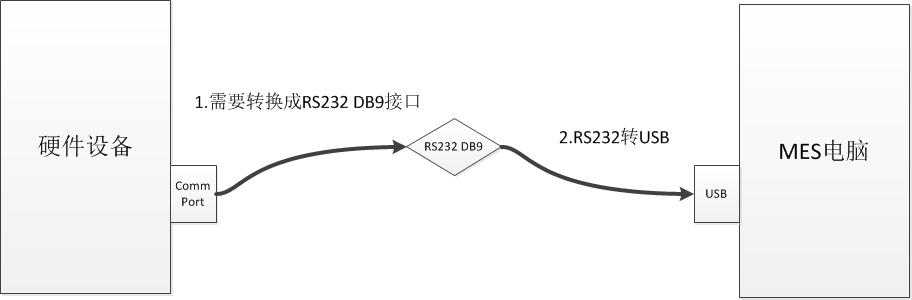 1.需要转换成RS232 DB9接口
硬件设备
RS232 DB9
2.RS232转USB
MES电脑
Comm
Port
USB